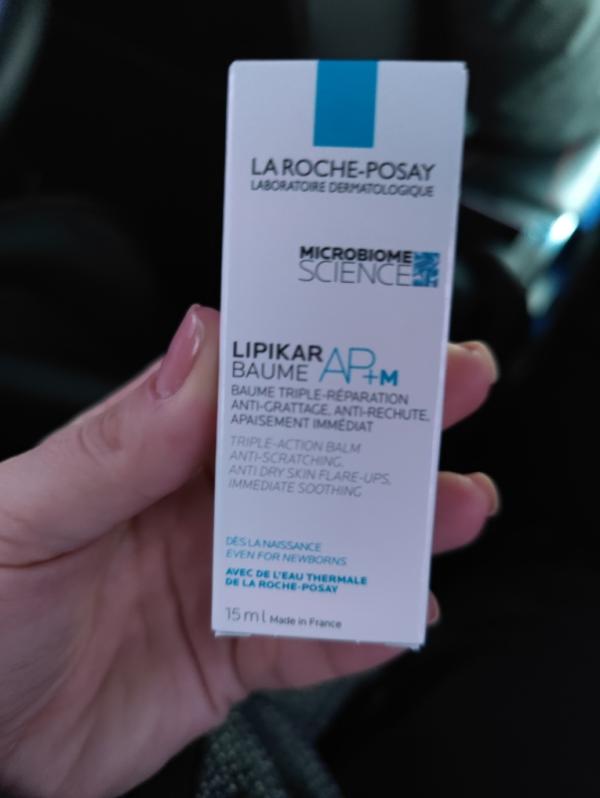 LA ROCHE-POSAY
LABORATOIRE DERMATOLOGIQUE
MICROBIOME
SCIENCE
LIPIKAR
BAUME AP+M
BAUME TRIPLE-RÉPARATION
ANTI-GRATTAGE, ANTI-RECHUTE,
APAISEMENT IMMÉDIAT
TRIPLE-ACTION BALM
ANTI-SCRATCHING,
ANTI DRY SKIN FLARE-UPS,
IMMEDIATE SOOTHING
DÈS LA NAISSANCE
EVEN FOR NEWBORNS
AVEC DE L'EAU THERMALE
DE LA ROCHE-POSAY
15 ml Made in France